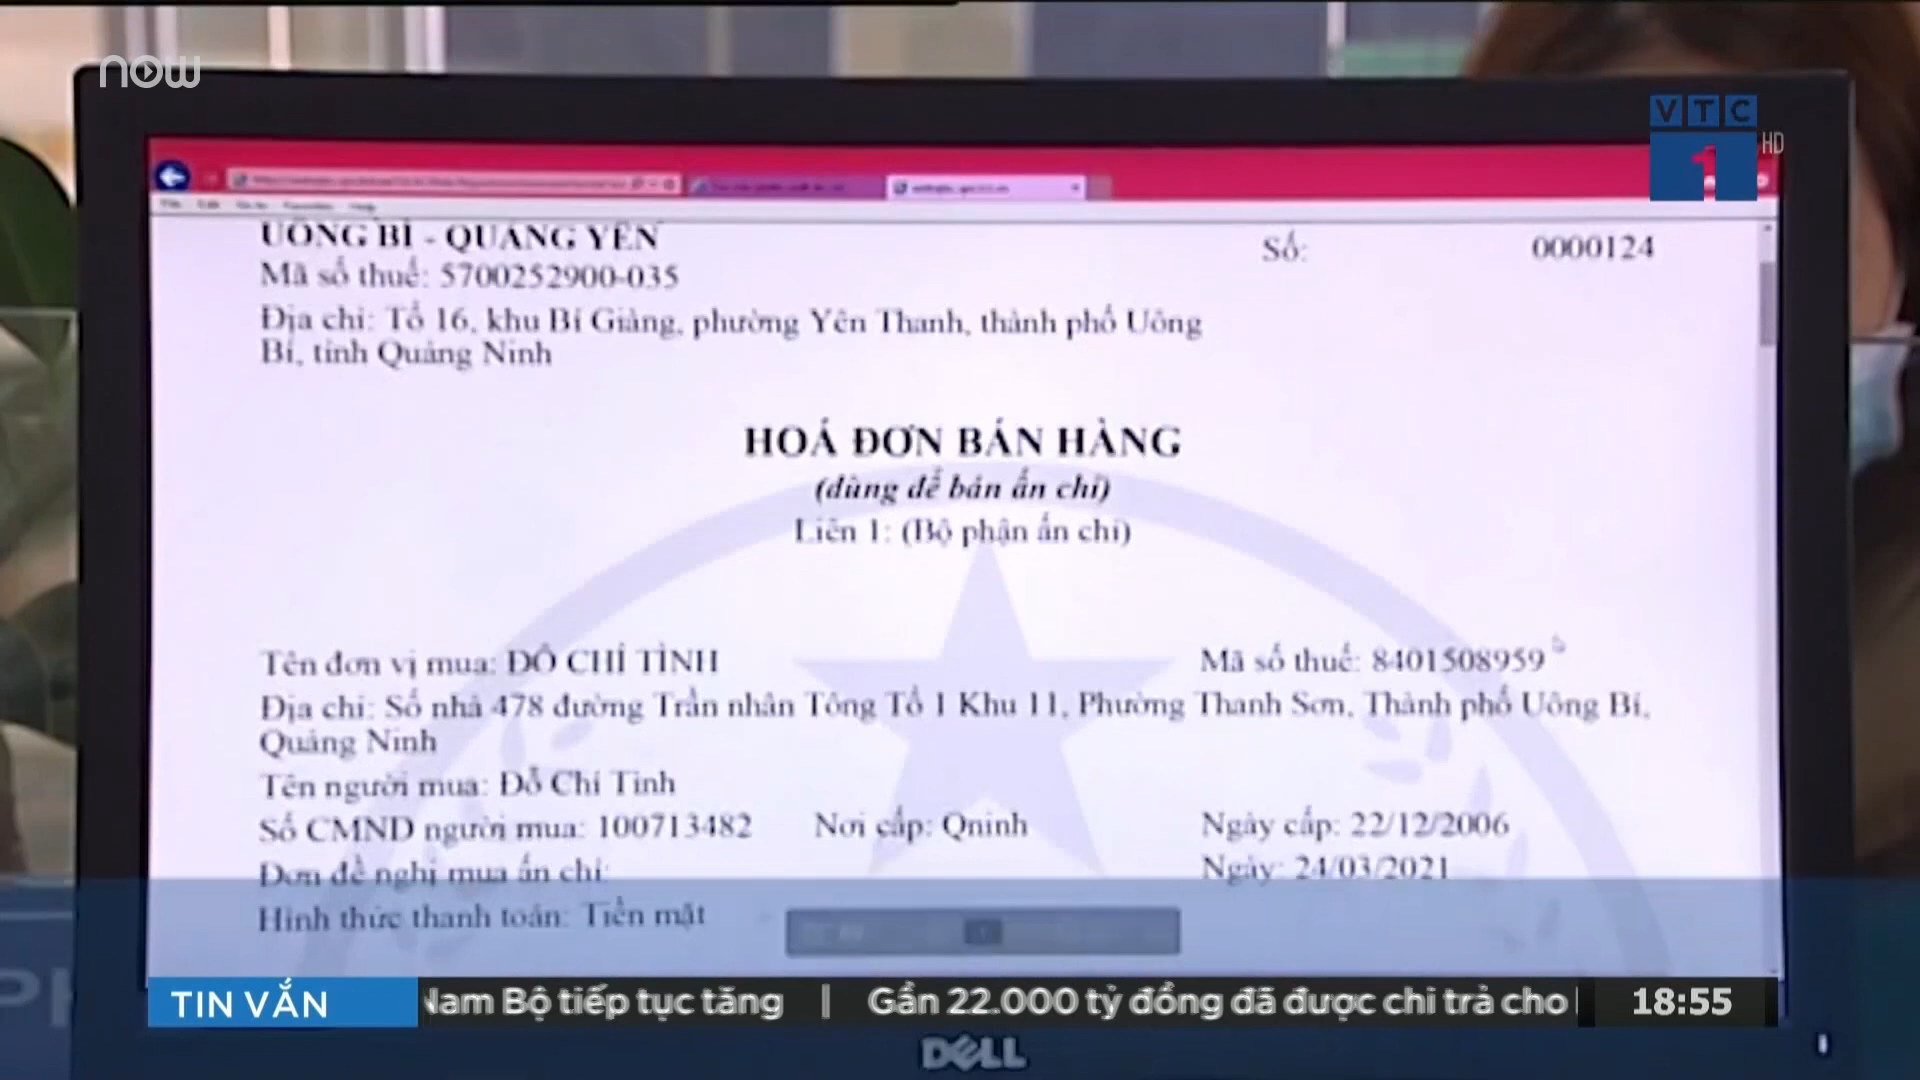 now
VTC
1 HD
UÔNG BÍ - QUẢNG YÊN
Số: 0000124
Mã số thuế: 5700252900-035
Địa chỉ: Tổ 16, khu Bí Giàng, phường Yên Thanh, thành phố Uông
Bí, tỉnh Quảng Ninh
HOÁ ĐƠN BÁN HÀNG
(dùng để bán ấn chỉ)
Liên 1: (Bộ phận ấn chỉ)
Tên đơn vị mua: ĐỖ CHÍ TÌNH Mã số thuế: 8401508959
Địa chỉ: Số nhà 478 đường Trần nhân Tông Tổ 1 Khu 11, Phường Thanh Sơn, Thành phố Uông Bí,
Quảng Ninh
Tên người mua: Đỗ Chí Tình
Số CMND người mua: 100713482 Nơi cấp: Qninh Ngày cấp: 22/12/2006
Đơn đề nghị mua ấn chỉ: Ngày: 24/03/2021
Hình thức thanh toán: Tiền mặt
TIN VẮN Nam Bộ tiếp tục tăng | Gần 22.000 tỷ đồng đã được chi trả cho 18:55
DELL